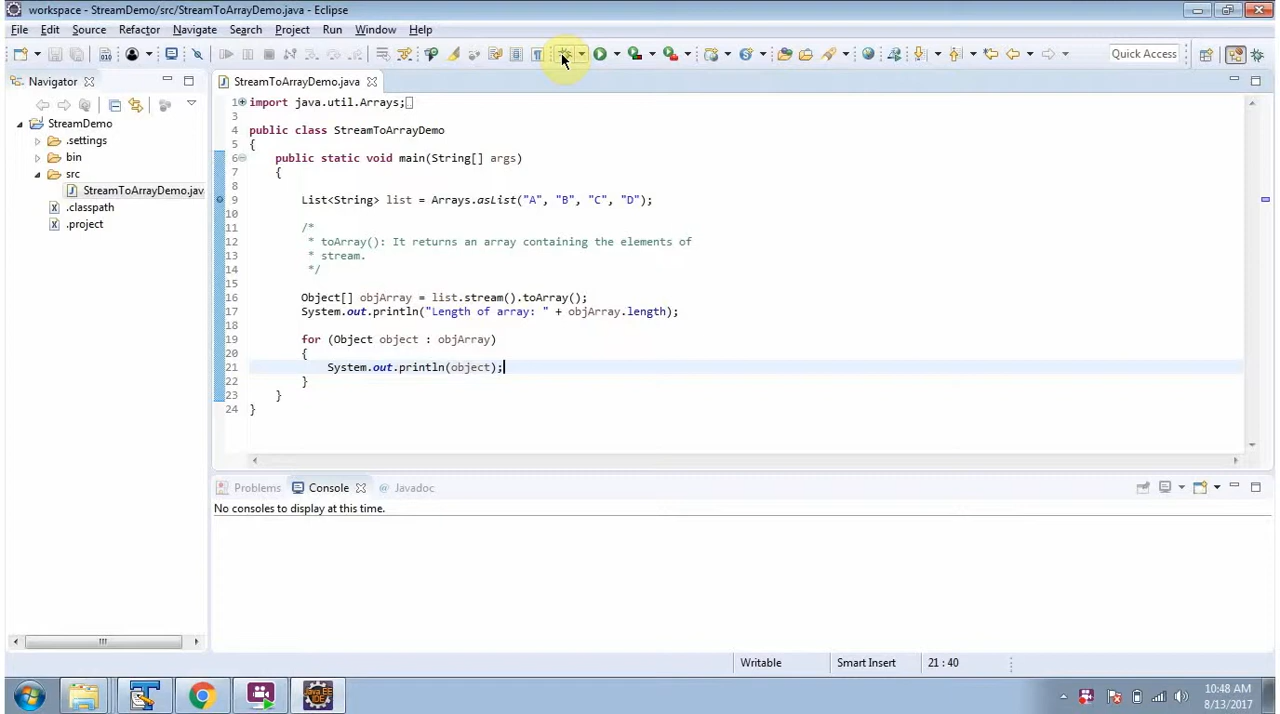 workspace - StreamDemo/src/StreamToArrayDemo.java - Eclipse
File Edit Source Refactor Navigate Search Project Run Window Help
Quick Access
Navigator
StreamToArrayDemo.java
StreamDemo
.settings
bin
src
StreamToArrayDemo.jav
.classpath
.project
1 import java.util.Arrays;
3
4 public class StreamToArrayDemo
5 {
6 public static void main(String[] args)
7 {
8
9 List<String> list = Arrays.asList("A", "B", "C", "D");
10
11 /*
12 * toArray(): It returns an array containing the elements of
13 * stream.
14 */
15
16 Object[] objArray = list.stream().toArray();
17 System.out.println("Length of array: " + objArray.length);
18
19 for (Object object : objArray)
20 {
21 System.out.println(object);
22 }
23 }
24 }
Problems Console Javadoc
No consoles to display at this time.
Writable Smart Insert 21 : 40
Java EE
IDE
10:48 AM
8/13/2017